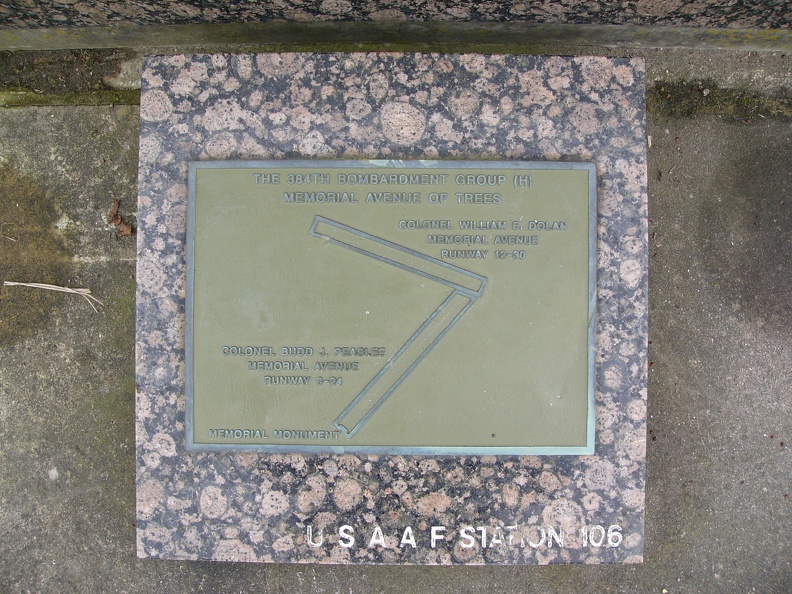 THE 384TH BOMBARDMENT GROUP (H)
MEMORIAL AVENUE OF TREES
COLONEL WILLIAM E. DOLAN
MEMORIAL AVENUE
RUNWAY 12-30
COLONEL BUDD J. PEASLEE
MEMORIAL AVENUE
RUNWAY 6-24
MEMORIAL MONUMENT
U S A A F STATION 106